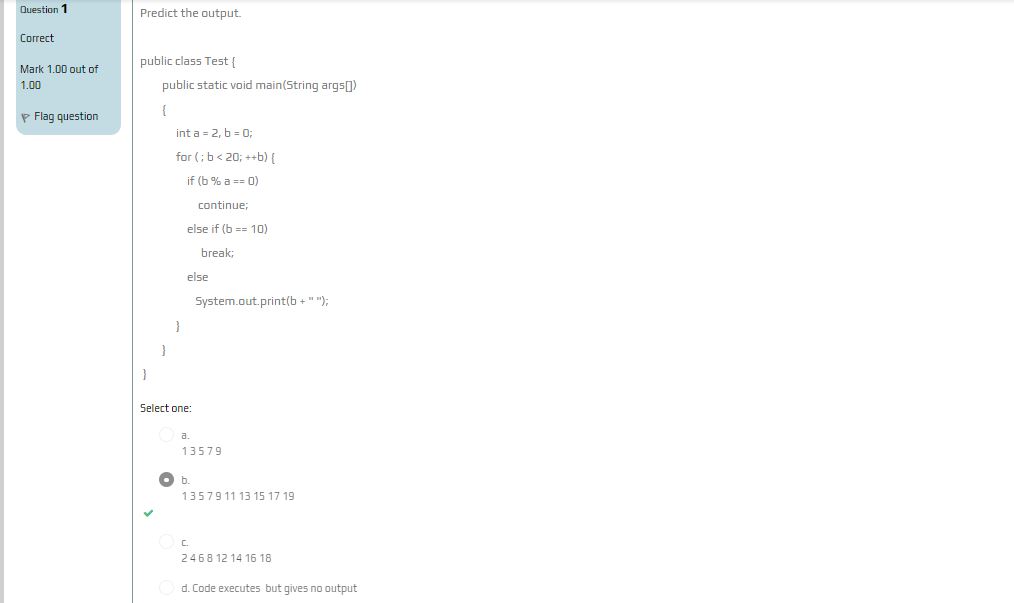 Question 1
Correct
Mark 1.00 out of
1.00
Flag question
Predict the output.
public class Test {
public static void main(String args[])
{
int a = 2, b = 0;
for ( ; b < 20; ++b) {
if (b % a == 0)
continue;
else if (b == 10)
break;
else
System.out.print(b + " ");
}
}
}
Select one:
a.
1 3 5 7 9
b.
1 3 5 7 9 11 13 15 17 19
c.
2 4 6 8 12 14 16 18
d. Code executes but gives no output